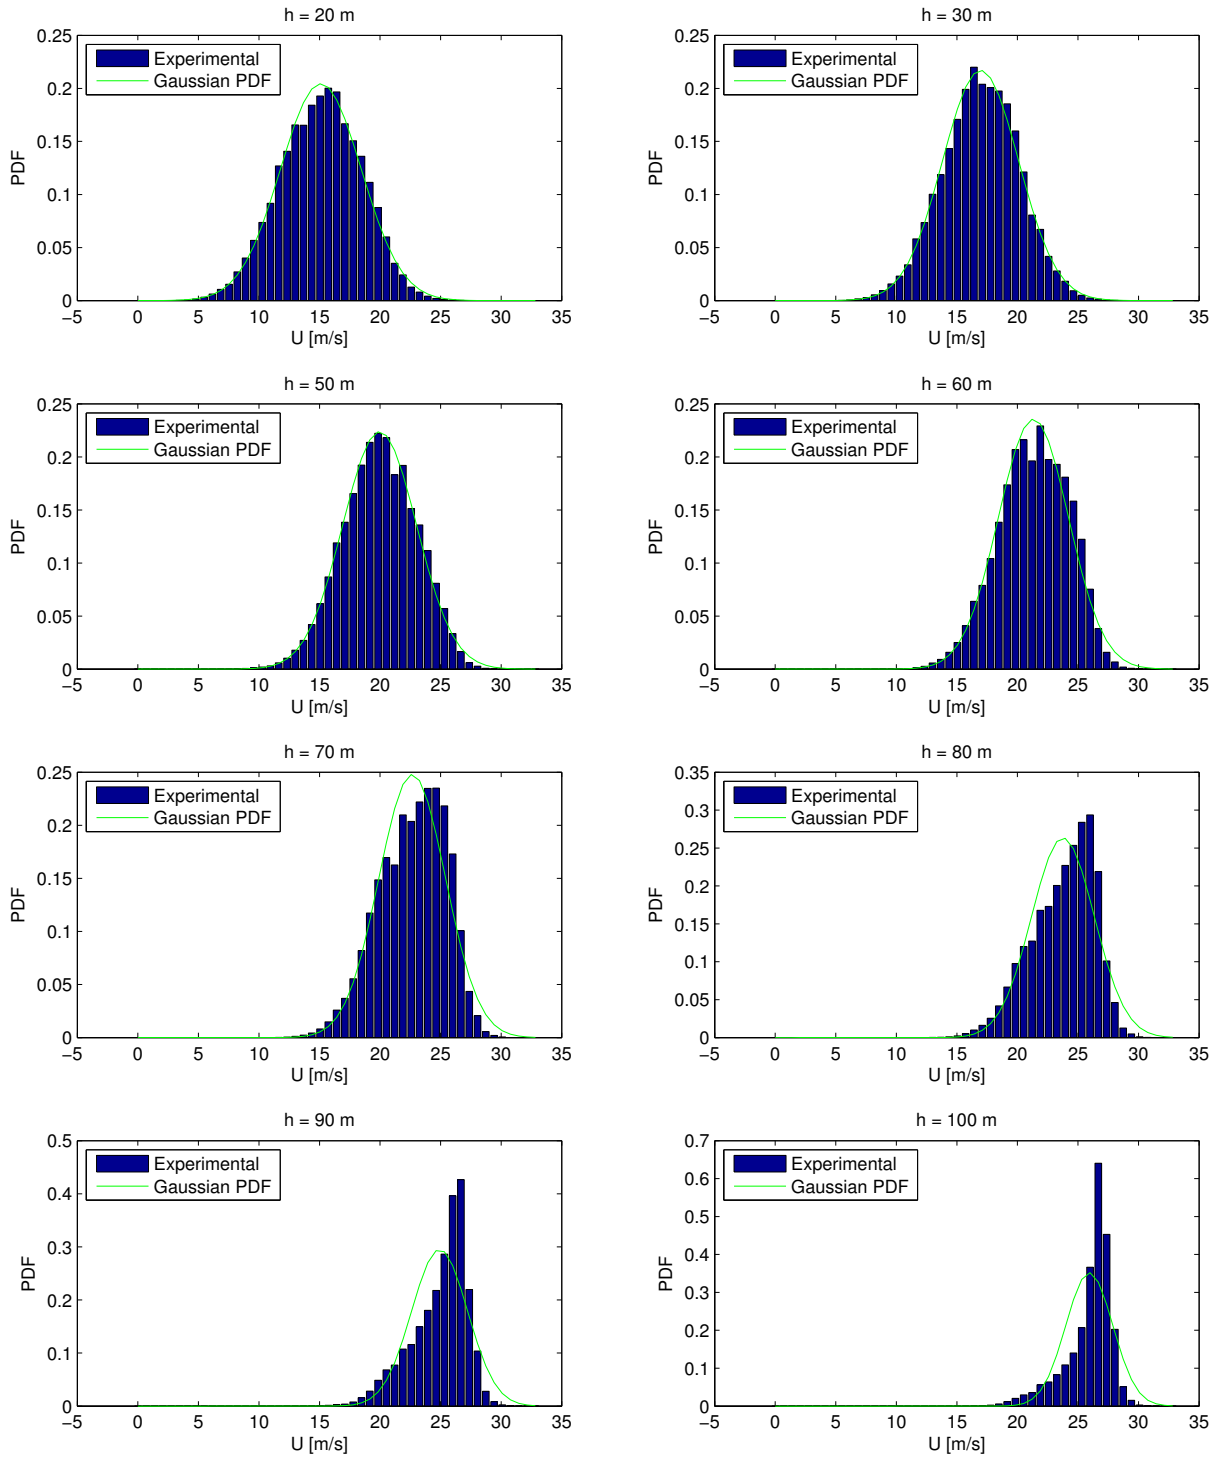 h = 20 m
0.25
0.2
0.15
0.1
0.05
0
PDF
Experimental
Gaussian PDF
−5 0 5 10 15 20 25 30 35
U [m/s]
h = 30 m
0.25
0.2
0.15
0.1
0.05
0
PDF
Experimental
Gaussian PDF
−5 0 5 10 15 20 25 30 35
U [m/s]
h = 50 m
0.25
0.2
0.15
0.1
0.05
0
PDF
Experimental
Gaussian PDF
−5 0 5 10 15 20 25 30 35
U [m/s]
h = 60 m
0.25
0.2
0.15
0.1
0.05
0
PDF
Experimental
Gaussian PDF
−5 0 5 10 15 20 25 30 35
U [m/s]
h = 70 m
0.25
0.2
0.15
0.1
0.05
0
PDF
Experimental
Gaussian PDF
−5 0 5 10 15 20 25 30 35
U [m/s]
h = 80 m
0.35
0.3
0.25
0.2
0.15
0.1
0.05
0
PDF
Experimental
Gaussian PDF
−5 0 5 10 15 20 25 30 35
U [m/s]
h = 90 m
0.5
0.4
0.3
0.2
0.1
0
PDF
Experimental
Gaussian PDF
−5 0 5 10 15 20 25 30 35
U [m/s]
h = 100 m
0.7
0.6
0.5
0.4
0.3
0.2
0.1
0
PDF
Experimental
Gaussian PDF
−5 0 5 10 15 20 25 30 35
U [m/s]